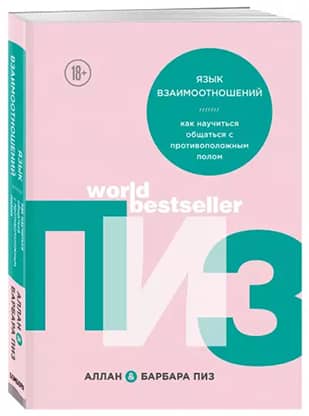 18+
ЯЗЫК
ВЗАИМООТНОШЕНИЙ
как научиться
общаться с
противоположным
полом
world
bestseller
ПИЗ
АЛЛАН & БАРБАРА ПИЗ
ЯЗЫК
ВЗАИМООТНОШЕНИЙ
АЛЛАН &
БАРБАРА ПИЗ